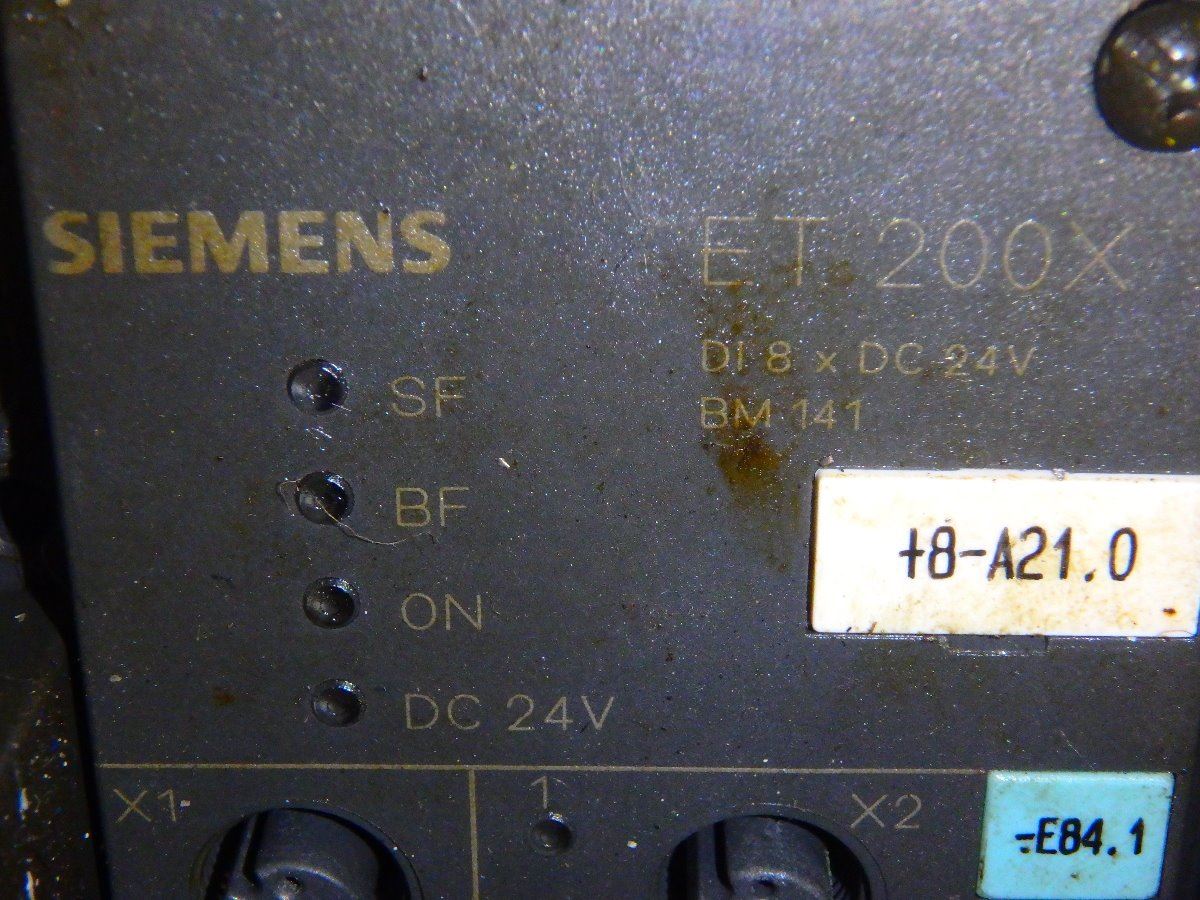 SIEMENS
ET 200X
DI 8 x DC 24V
BM 141
SF
BF
+8-A21.0
ON
DC 24V
X1
1
X2
-E84.1